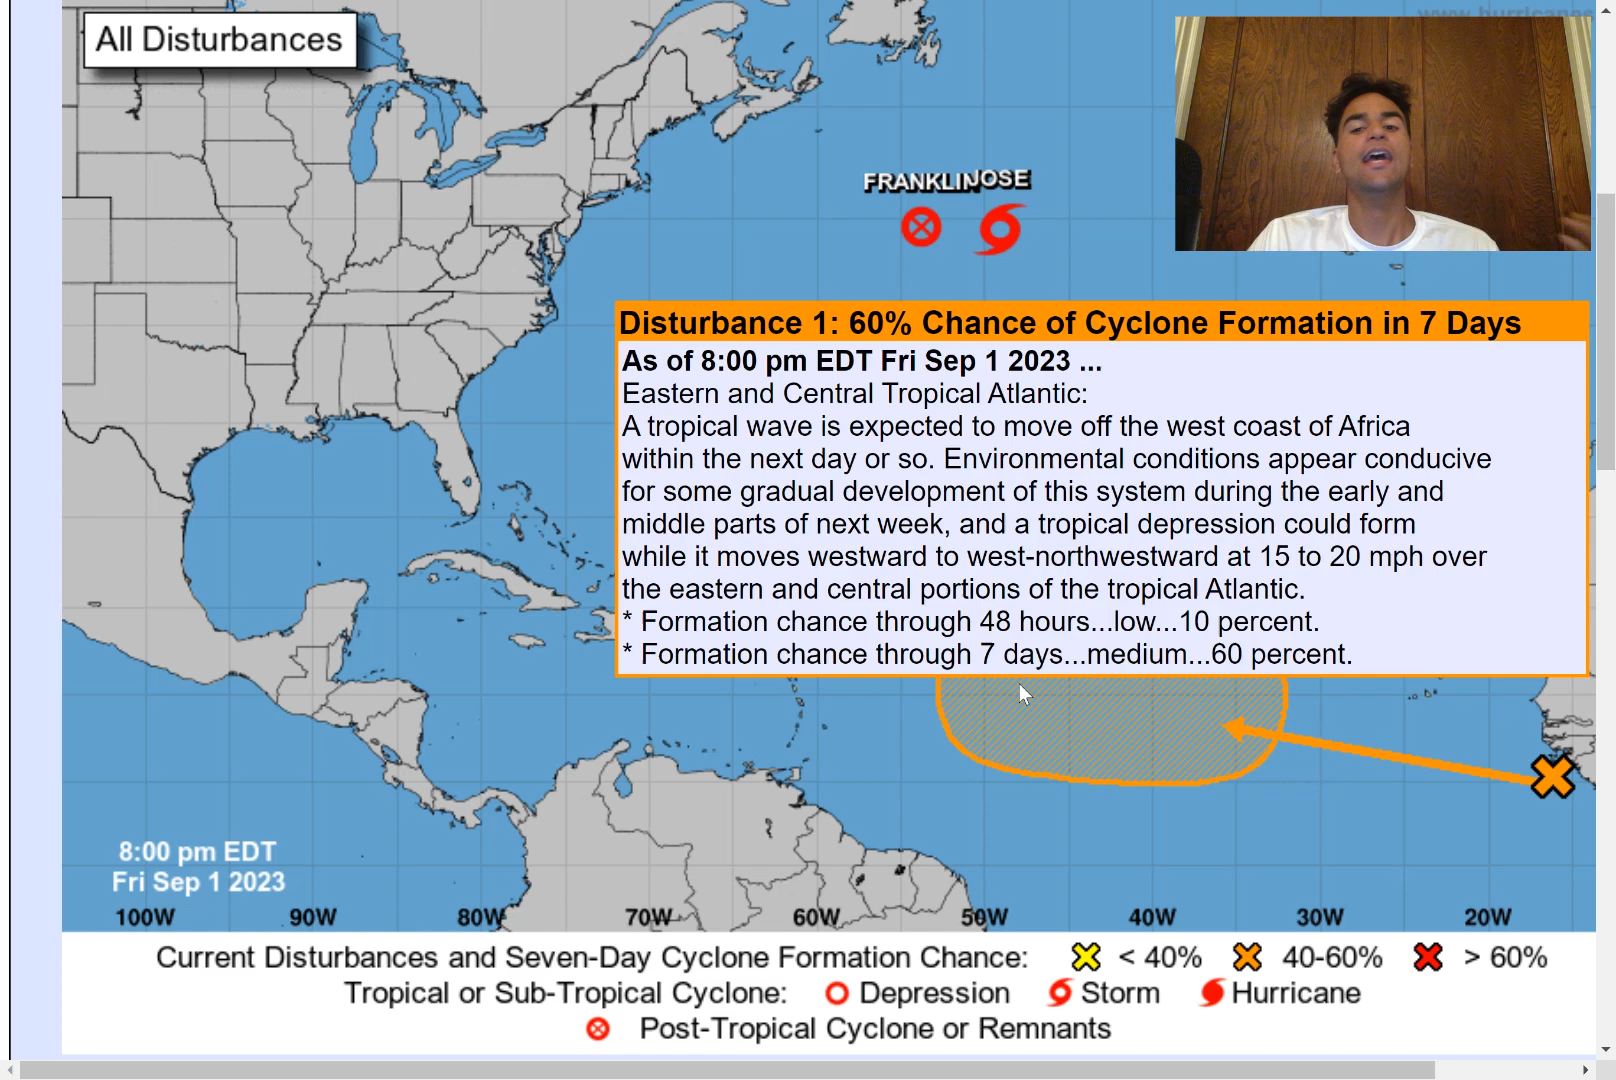 www.hurricanes
All Disturbances
FRANKLIN
JOSE
Disturbance 1: 60% Chance of Cyclone Formation in 7 Days
As of 8:00 pm EDT Fri Sep 1 2023 ...
Eastern and Central Tropical Atlantic:
A tropical wave is expected to move off the west coast of Africa
within the next day or so. Environmental conditions appear conducive
for some gradual development of this system during the early and
middle parts of next week, and a tropical depression could form
while it moves westward to west-northwestward at 15 to 20 mph over
the eastern and central portions of the tropical Atlantic.
* Formation chance through 48 hours...low...10 percent.
* Formation chance through 7 days...medium...60 percent.
8:00 pm EDT
Fri Sep 1 2023
100W 90W 80W 70W 60W 50W 40W 30W 20W
Current Disturbances and Seven-Day Cyclone Formation Chance: < 40% 40-60% > 60%
Tropical or Sub-Tropical Cyclone: Depression Storm Hurricane
Post-Tropical Cyclone or Remnants